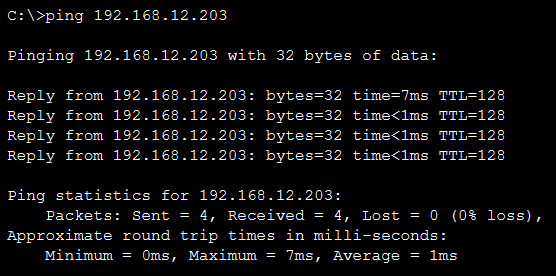 C:\>ping 192.168.12.203
Pinging 192.168.12.203 with 32 bytes of data:
Reply from 192.168.12.203: bytes=32 time=7ms TTL=128
Reply from 192.168.12.203: bytes=32 time<1ms TTL=128
Reply from 192.168.12.203: bytes=32 time<1ms TTL=128
Reply from 192.168.12.203: bytes=32 time<1ms TTL=128
Ping statistics for 192.168.12.203:
    Packets: Sent = 4, Received = 4, Lost = 0 (0% loss),
Approximate round trip times in milli-seconds:
    Minimum = 0ms, Maximum = 7ms, Average = 1ms